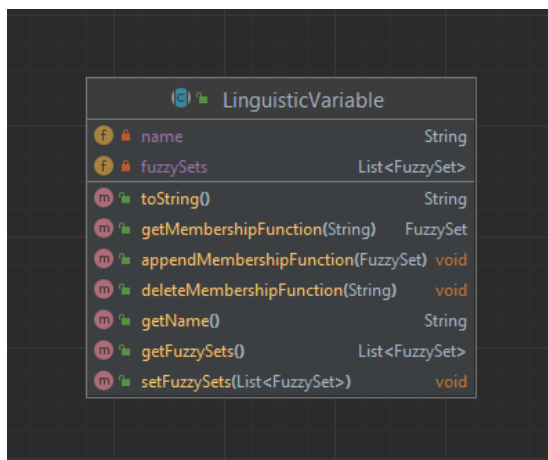 LinguisticVariable
name String
fuzzySets List<FuzzySet>
toString() String
getMembershipFunction(String) FuzzySet
appendMembershipFunction(FuzzySet) void
deleteMembershipFunction(String) void
getName() String
getFuzzySets() List<FuzzySet>
setFuzzySets(List<FuzzySet>) void